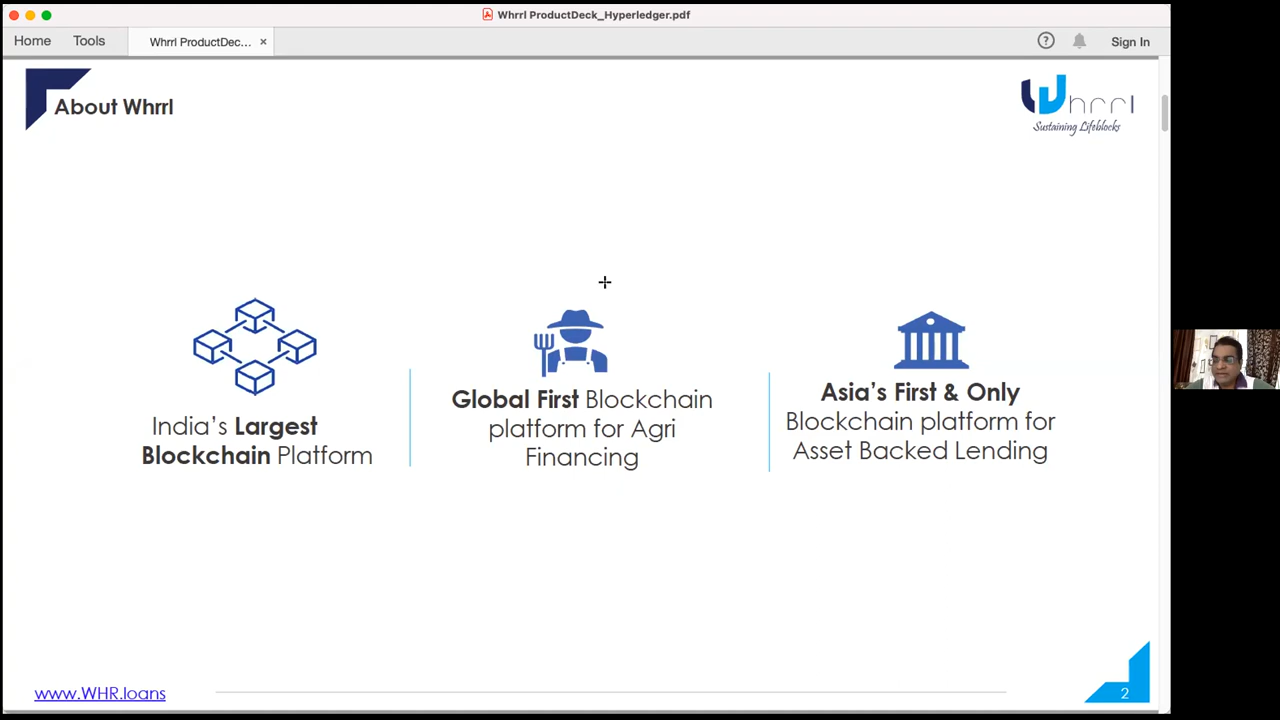 Whrrl ProductDeck_Hyperledger.pdf
Home Tools Whrrl ProductDec... × Sign In
About Whrrl
Whrrl
Sustaining Lifeblocks
India's Largest
Blockchain Platform
Global First Blockchain
platform for Agri
Financing
Asia's First & Only
Blockchain platform for
Asset Backed Lending
www.WHR.loans
2